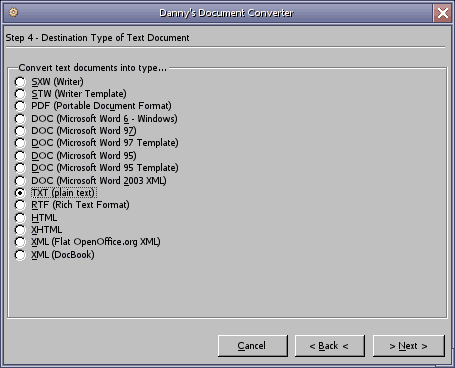 Danny's Document Converter
Step 4 - Destination Type of Text Document
Convert text documents into type...
SXW (Writer)
STW (Writer Template)
PDF (Portable Document Format)
DOC (Microsoft Word 6 - Windows)
DOC (Microsoft Word 97)
DOC (Microsoft Word 97 Template)
DOC (Microsoft Word 95)
DOC (Microsoft Word 95 Template)
DOC (Microsoft Word 2003 XML)
TXT (plain text)
RTF (Rich Text Format)
HTML
XHTML
XML (Flat OpenOffice.org XML)
XML (DocBook)
Cancel
< Back <
> Next >